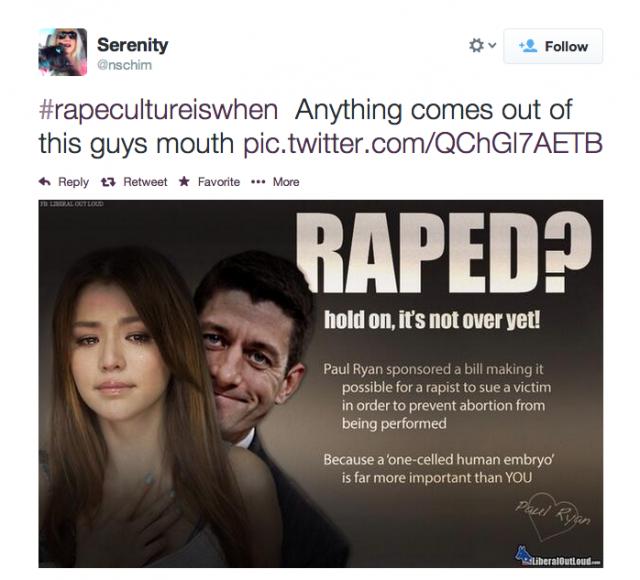 Serenity
@nschim
Follow
#rapecultureiswhen Anything comes out of
this guys mouth pic.twitter.com/QChGl7AETB
Reply Retweet Favorite ••• More
FB: LIBERAL OUT LOUD
RAPED?
hold on, it's not over yet!
Paul Ryan sponsored a bill making it
possible for a rapist to sue a victim
in order to prevent abortion from
being performed
Because a 'one-celled human embryo'
is far more important than YOU
Paul Ryan
LiberalOutLoud.com